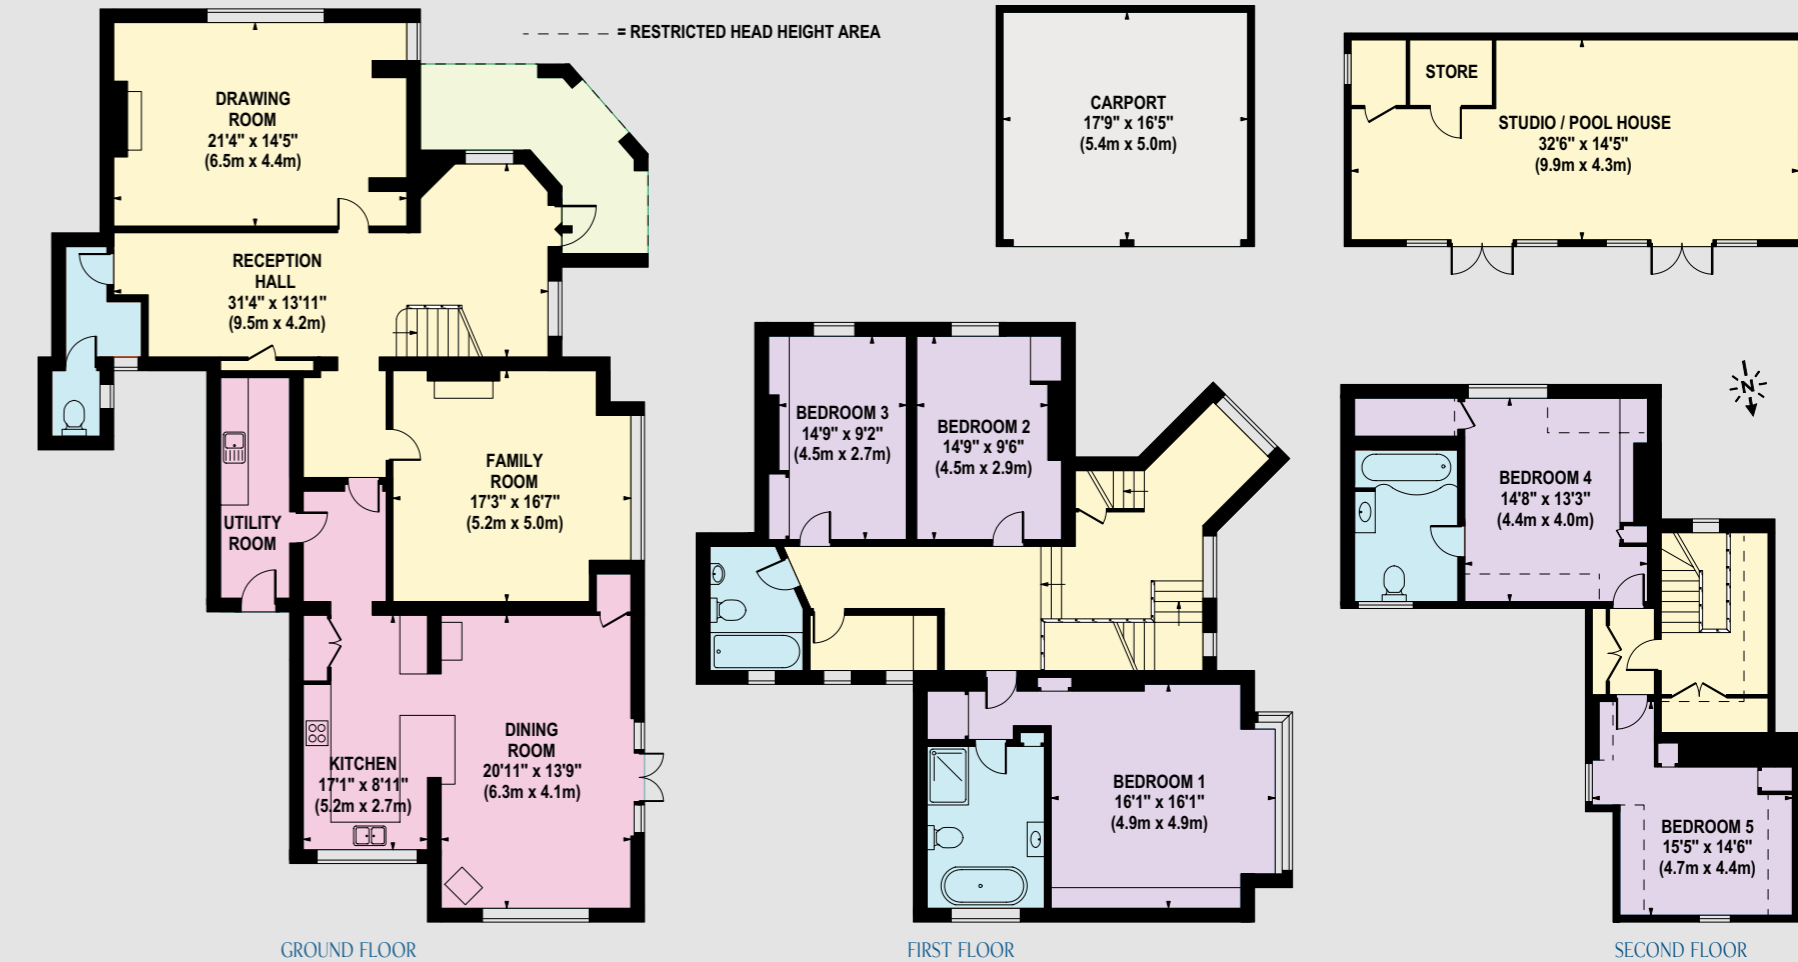 = RESTRICTED HEAD HEIGHT AREA
DRAWING
ROOM
21'4" x 14'5"
(6.5m x 4.4m)
RECEPTION
HALL
31'4" x 13'11"
(9.5m x 4.2m)
FAMILY
ROOM
17'3" x 16'7"
(5.2m x 5.0m)
UTILITY
ROOM
KITCHEN
17'1" x 8'11"
(5.2m x 2.7m)
DINING
ROOM
20'11" x 13'9"
(6.3m x 4.1m)
GROUND FLOOR
CARPORT
17'9" x 16'5"
(5.4m x 5.0m)
STORE
STUDIO / POOL HOUSE
32'6" x 14'5"
(9.9m x 4.3m)
BEDROOM 3
14'9" x 9'2"
(4.5m x 2.7m)
BEDROOM 2
14'9" x 9'6"
(4.5m x 2.9m)
BEDROOM 1
16'1" x 16'1"
(4.9m x 4.9m)
FIRST FLOOR
N
BEDROOM 4
14'8" x 13'3"
(4.4m x 4.0m)
BEDROOM 5
15'5" x 14'6"
(4.7m x 4.4m)
SECOND FLOOR